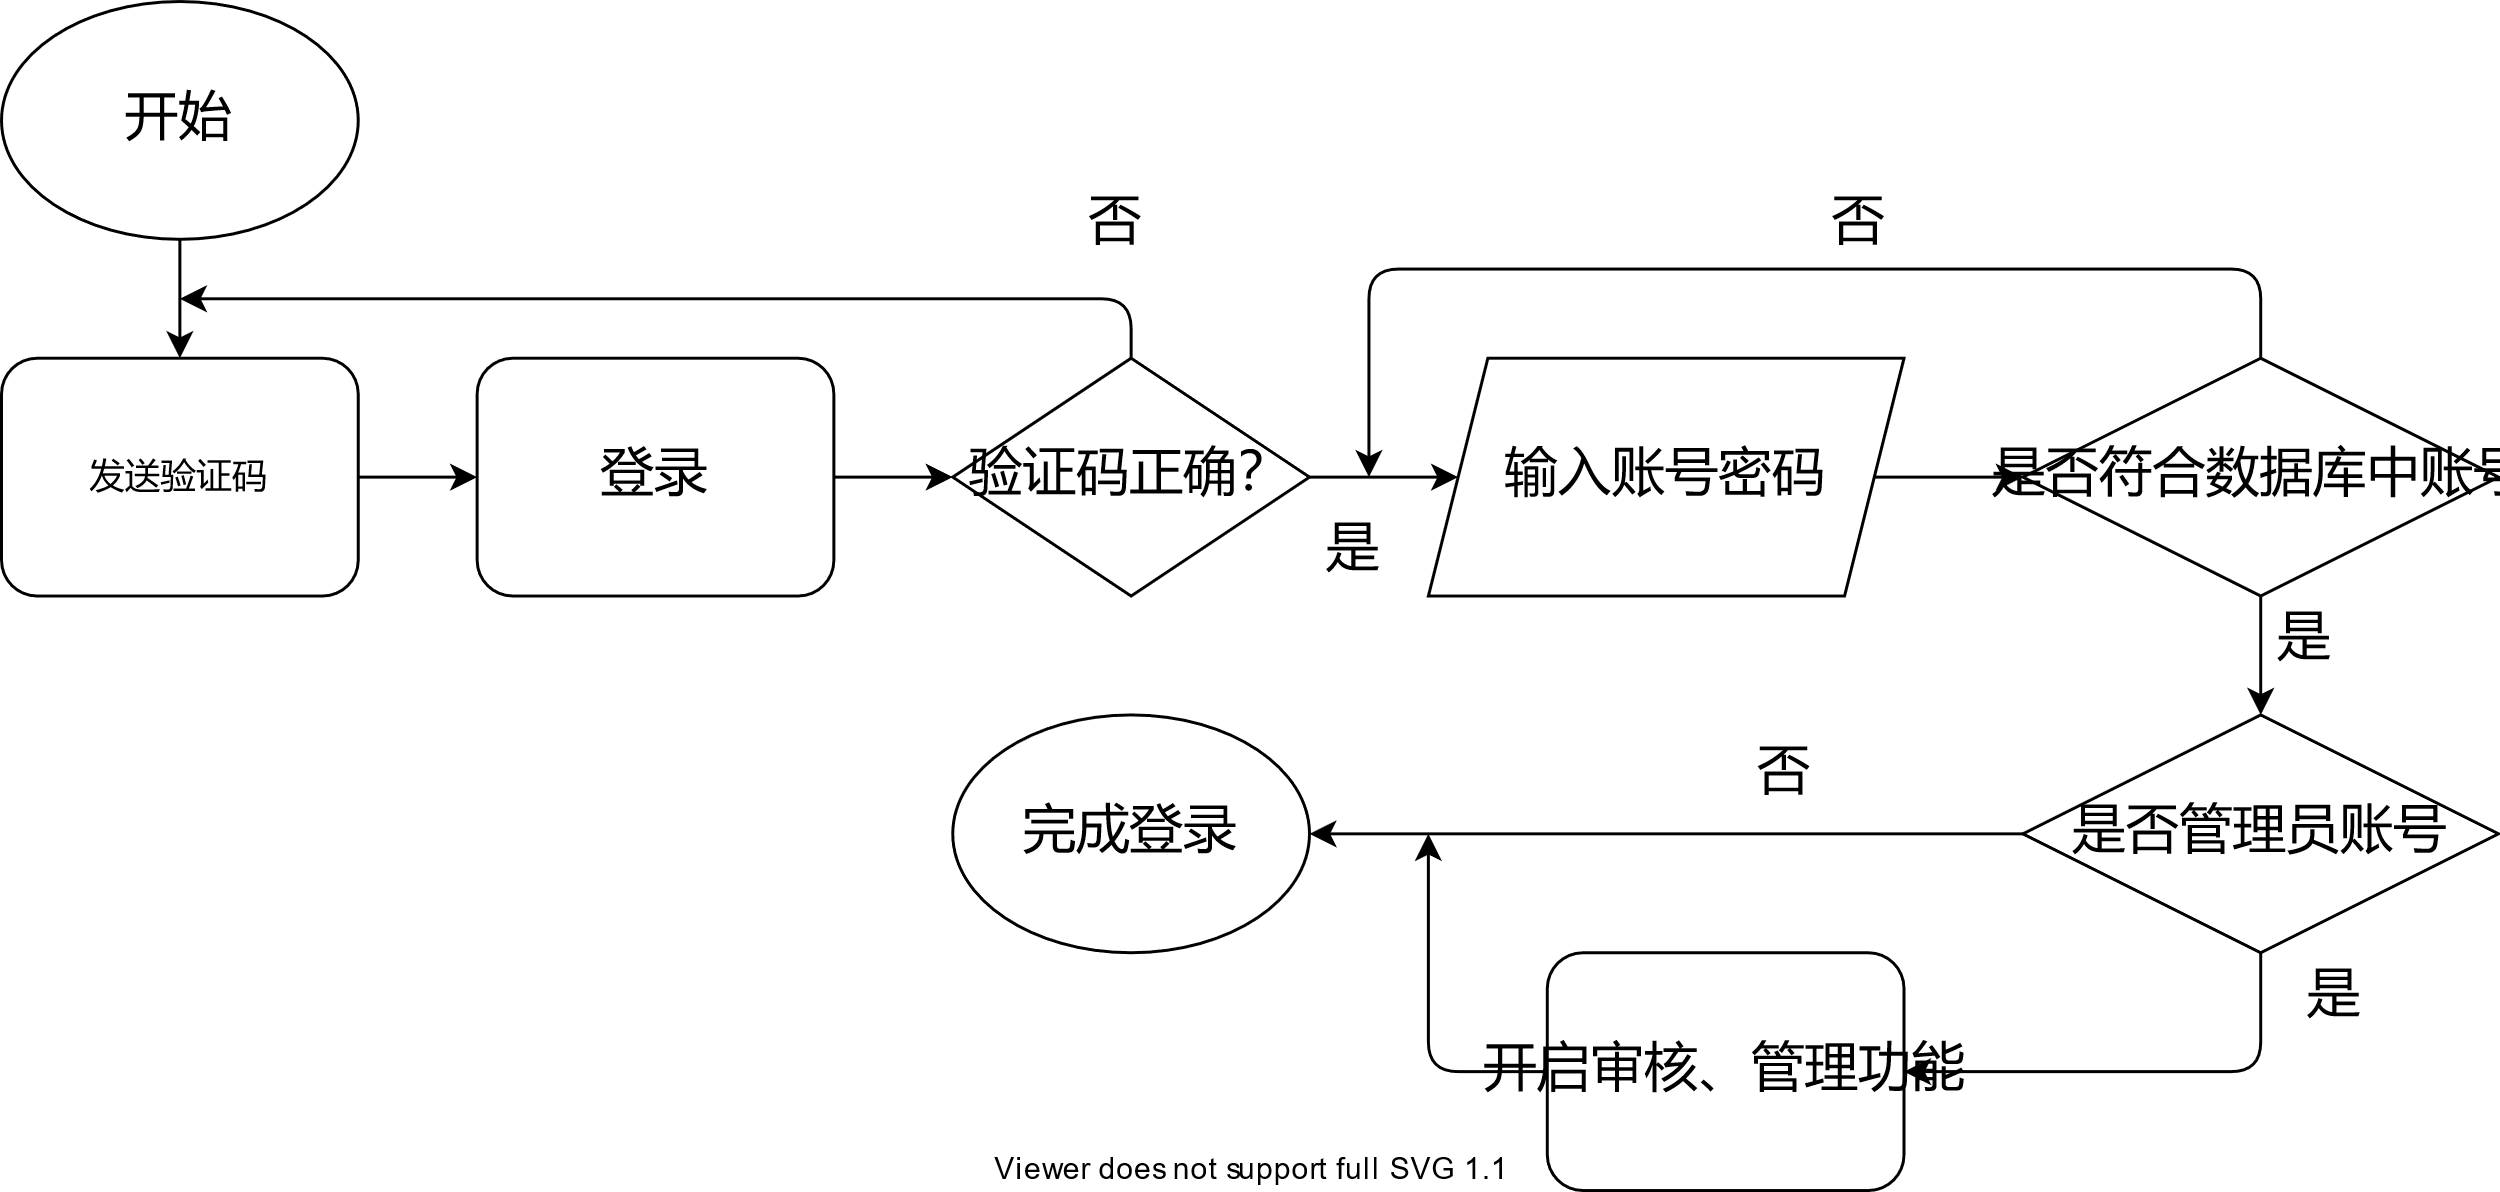 开始
否
否
发送验证码
登录
验证码正确?
输入账号密码
是否符合数据库中账号
是
是
否
完成登录
是否管理员账号
是
开启审核、管理功能
Viewer does not support full SVG 1.1